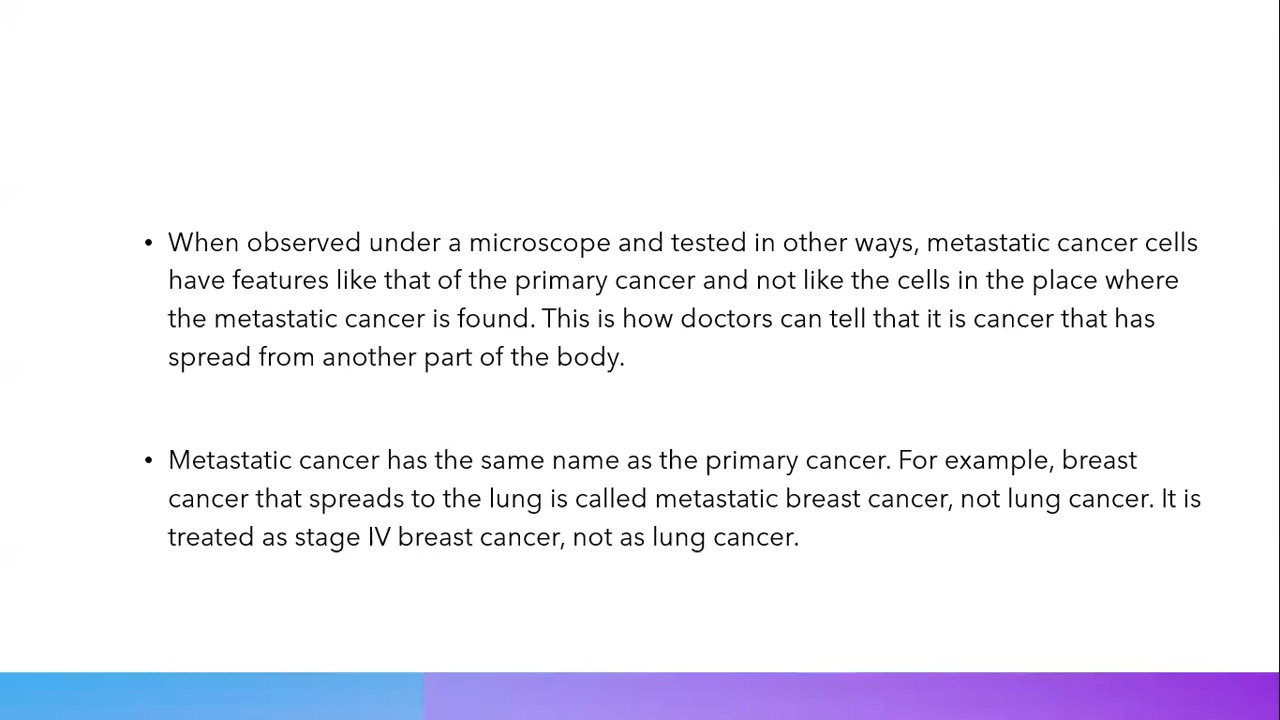 • When observed under a microscope and tested in other ways, metastatic cancer cells
have features like that of the primary cancer and not like the cells in the place where
the metastatic cancer is found. This is how doctors can tell that it is cancer that has
spread from another part of the body.
• Metastatic cancer has the same name as the primary cancer. For example, breast
cancer that spreads to the lung is called metastatic breast cancer, not lung cancer. It is
treated as stage IV breast cancer, not as lung cancer.